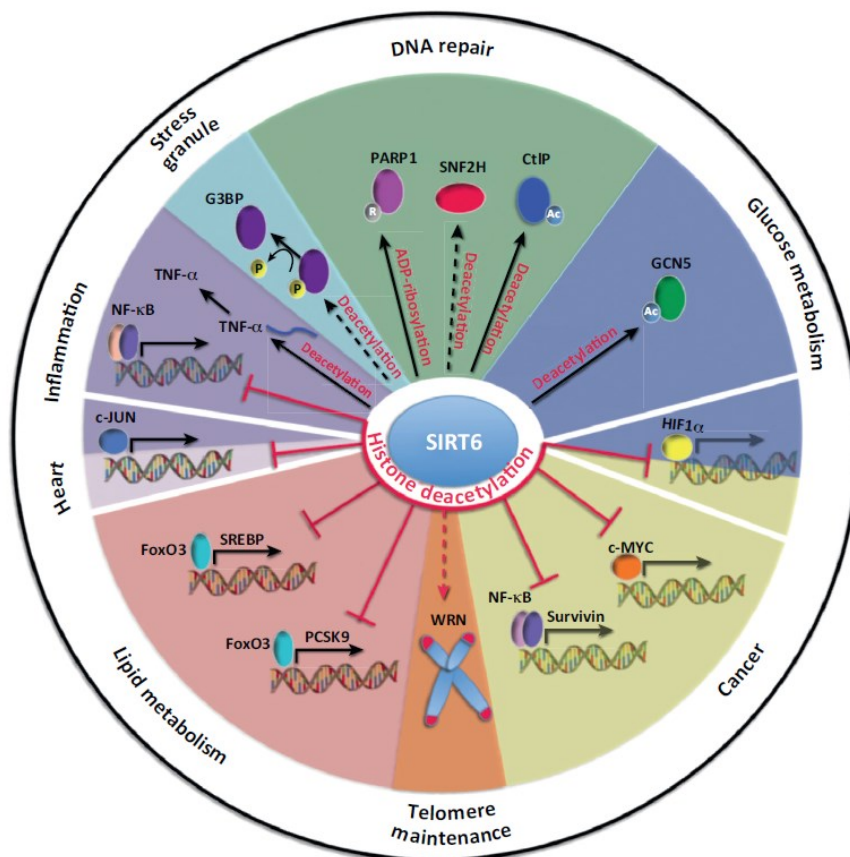 DNA repair
Stress
granule
PARP1
SNF2H
CtIP
R
Ac
G3BP
P
P
Glucose metabolism
GCN5
Ac
TNF-α
TNF-α
NF-κB
Inflammation
Deacetylation
Deacetylation
ADP-ribosylation
Deacetylation
Deacetylation
Deacetylation
c-JUN
Heart
SIRT6
Histone deacetylation
HIF1α
FoxO3
SREBP
c-MYC
NF-κB
Survivin
FoxO3
PCSK9
WRN
Lipid metabolism
Cancer
Telomere
maintenance